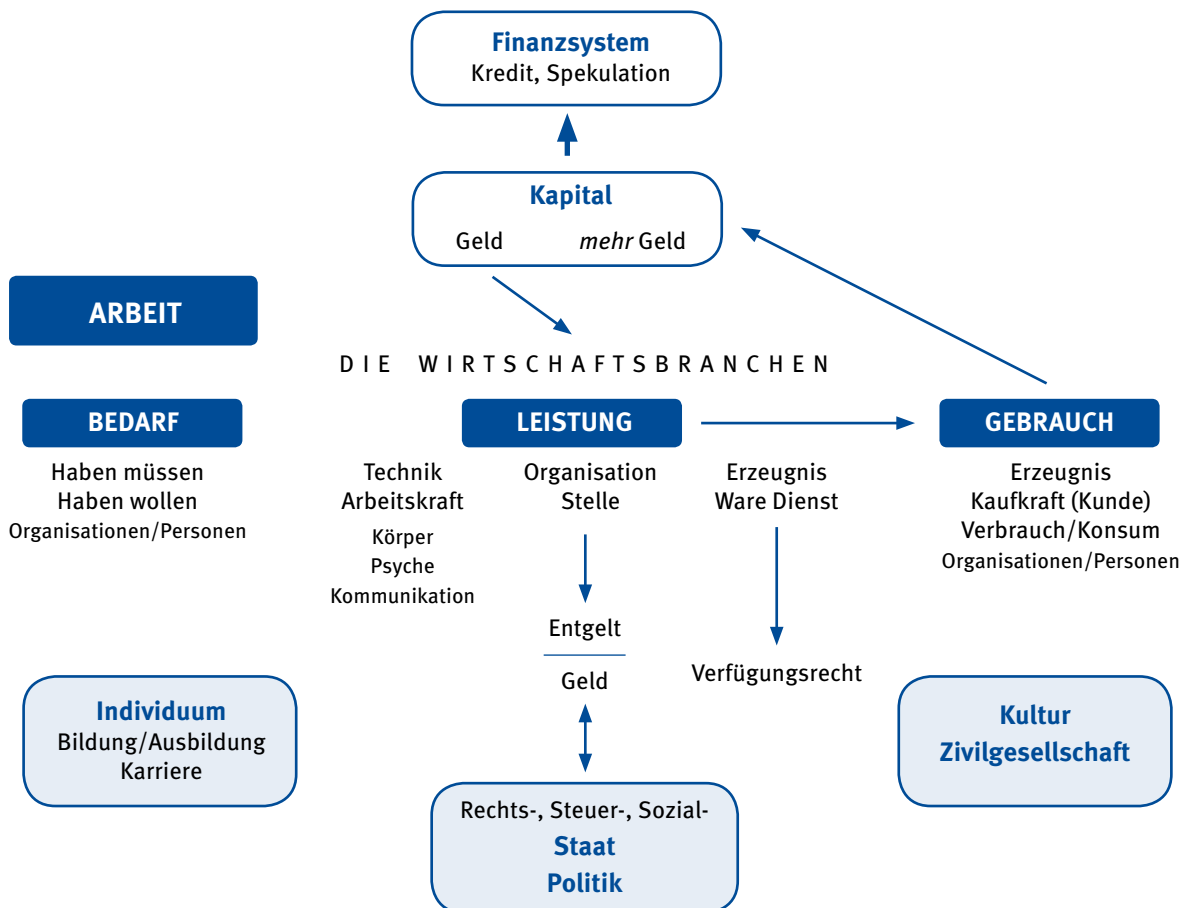 Finanzsystem
Kredit, Spekulation
Kapital
Geld mehr Geld
ARBEIT
DIE WIRTSCHAFTSBRANCHEN
BEDARF
Haben müssen
Haben wollen
Organisationen/Personen
LEISTUNG
Technik
Arbeitskraft
Körper
Psyche
Kommunikation
Organisation
Stelle
Entgelt
Geld
Erzeugnis
Ware Dienst
Verfügungsrecht
GEBRAUCH
Erzeugnis
Kaufkraft (Kunde)
Verbrauch/Konsum
Organisationen/Personen
Individuum
Bildung/Ausbildung
Karriere
Rechts-, Steuer-, Sozial-
Staat
Politik
Kultur
Zivilgesellschaft